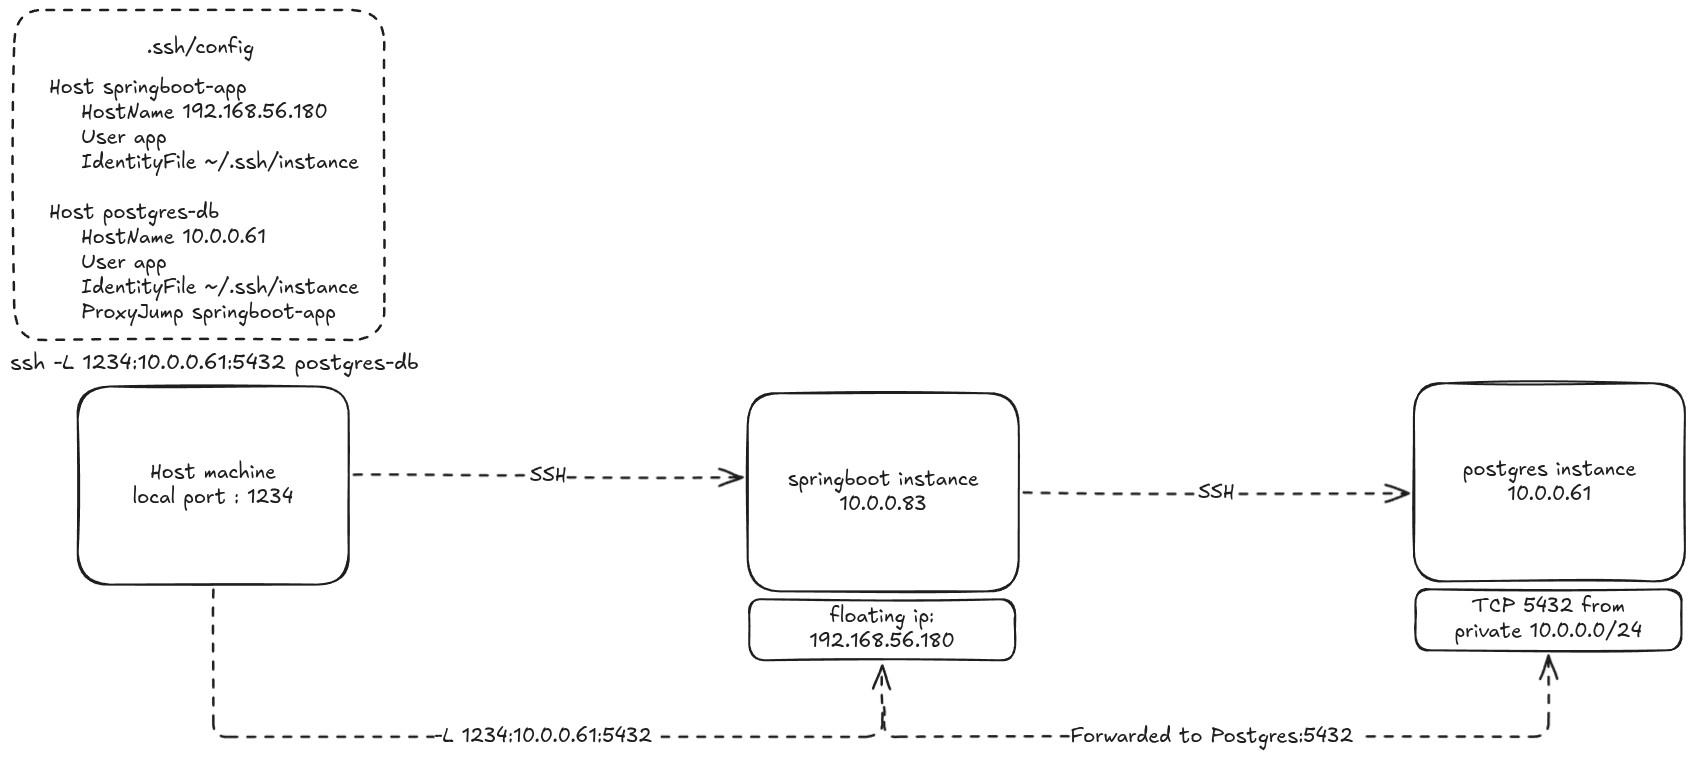 .ssh/config
Host springboot-app
HostName 192.168.56.180
User app
IdentityFile ~/.ssh/instance
Host postgres-db
HostName 10.0.0.61
User app
IdentityFile ~/.ssh/instance
ProxyJump springboot-app
ssh -L 1234:10.0.0.61:5432 postgres-db
Host machine
local port : 1234
SSH
springboot instance
10.0.0.83
floating ip:
192.168.56.180
SSH
postgres instance
10.0.0.61
TCP 5432 from
private 10.0.0.0/24
-L 1234:10.0.0.61:5432
Forwarded to Postgres:5432